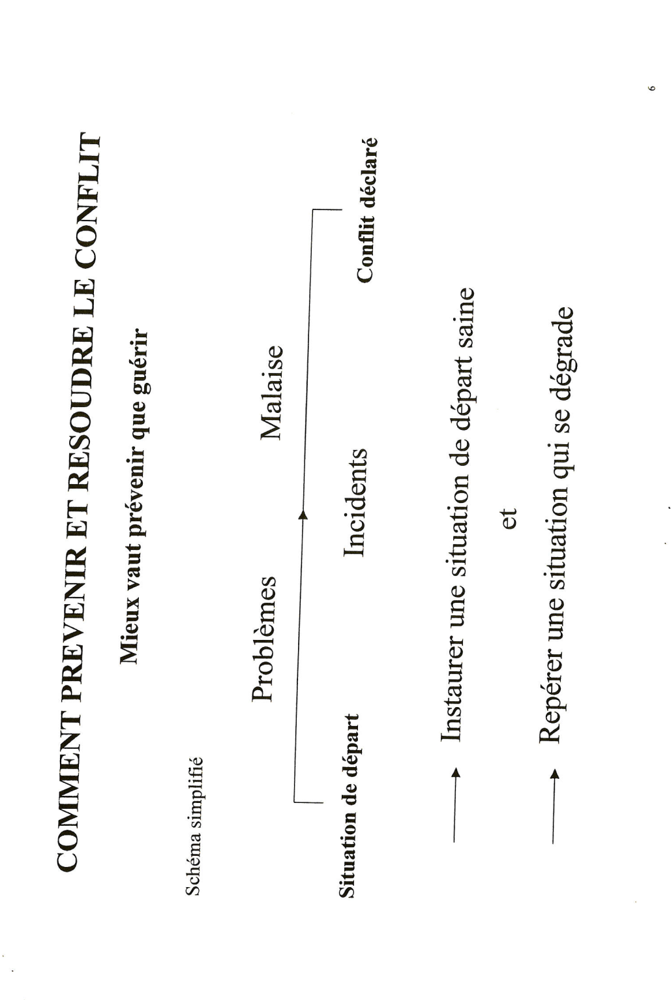 COMMENT PREVENIR ET RESOUDRE LE CONFLIT
Mieux vaut prévenir que guérir
Schéma simplifié
Problèmes Malaise
Situation de départ Incidents Conflit déclaré
Instaurer une situation de départ saine
et
Repérer une situation qui se dégrade
6